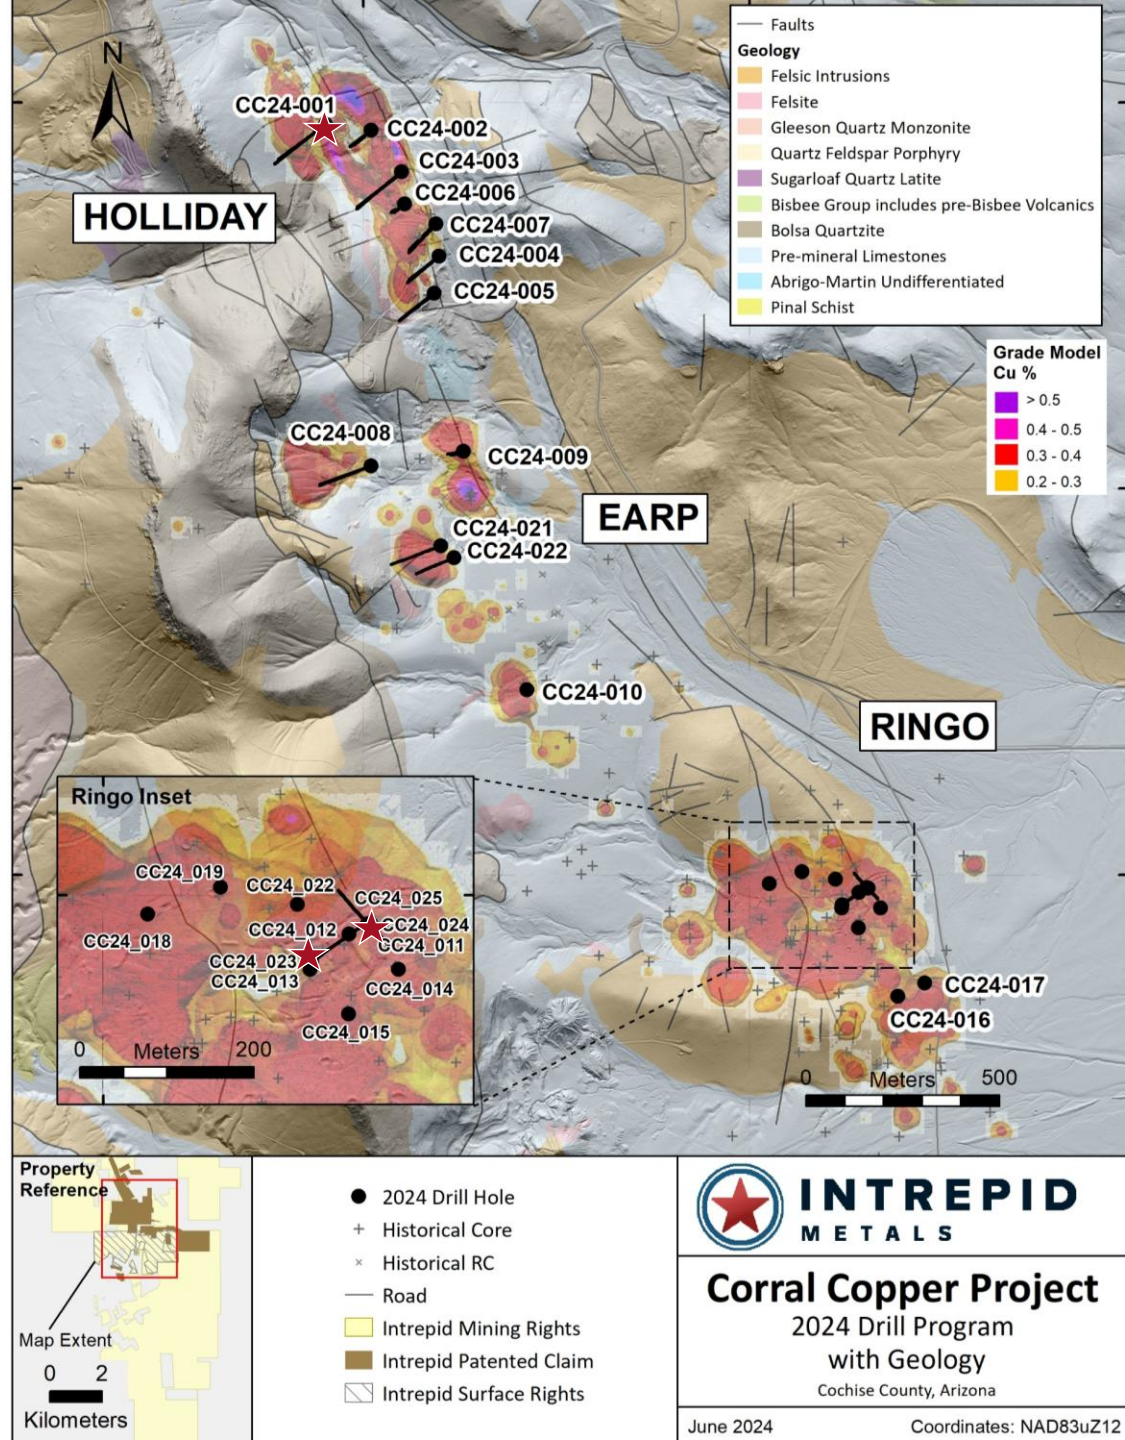 Faults
Geology
Felsic Intrusions
Felsite
Gleeson Quartz Monzonite
Quartz Feldspar Porphyry
Sugarloaf Quartz Latite
Bisbee Group includes pre-Bisbee Volcanics
Bolsa Quartzite
Pre-mineral Limestones
Abrigo-Martin Undifferentiated
Pinal Schist
Grade Model
Cu %
> 0.5
0.4 - 0.5
0.3 - 0.4
0.2 - 0.3
N
CC24-001
CC24-002
CC24-003
CC24-006
HOLLIDAY
CC24-007
CC24-004
CC24-005
CC24-008
CC24-009
EARP
CC24-021
CC24-022
CC24-010
RINGO
CC24-017
CC24-016
0 Meters 500
Ringo Inset
CC24_019
CC24_022
CC24_025
CC24_024
CC24_012
CC24_011
CC24_018
CC24_023
CC24_013
CC24_014
CC24_015
0 Meters 200
Property
Reference
Map Extent
0 2
Kilometers
2024 Drill Hole
Historical Core
Historical RC
Road
Intrepid Mining Rights
Intrepid Patented Claim
Intrepid Surface Rights
INTREPID
METALS
Corral Copper Project
2024 Drill Program
with Geology
Cochise County, Arizona
June 2024 Coordinates: NAD83uZ12